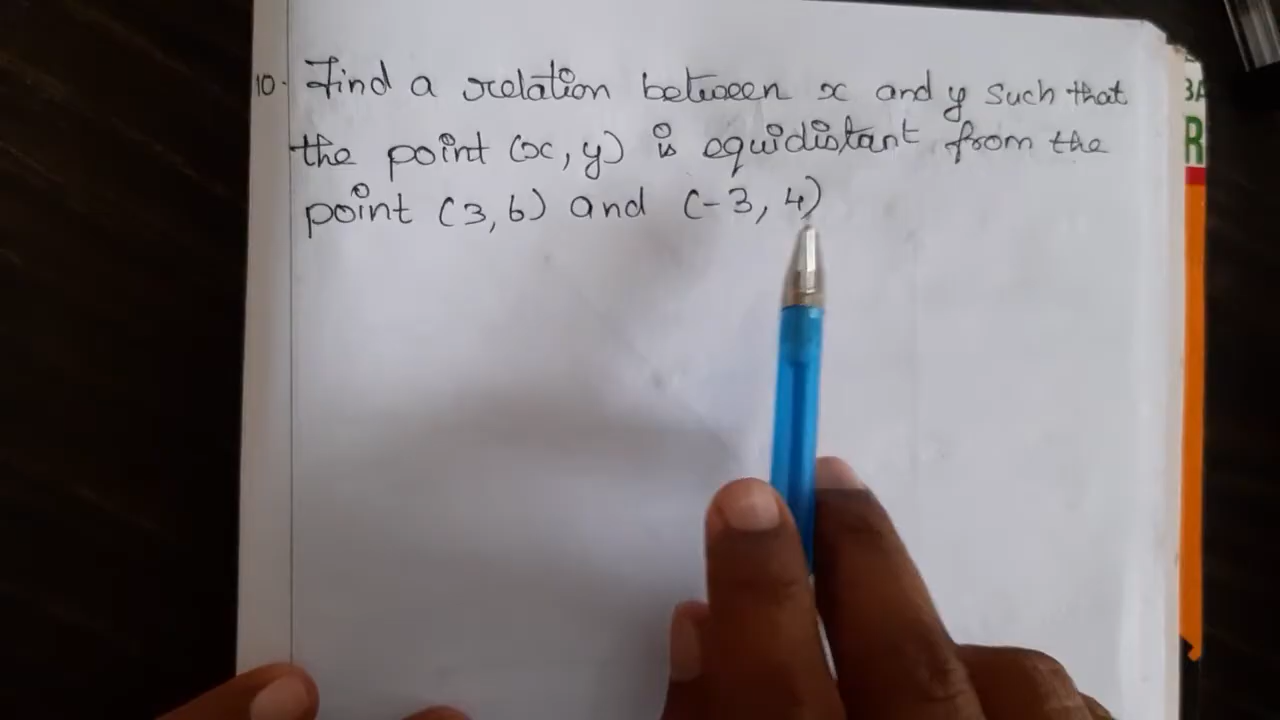 10. Find a relation between x and y such that
the point (x, y) is equidistant from the
point (3, 6) and (-3, 4)
3A
R